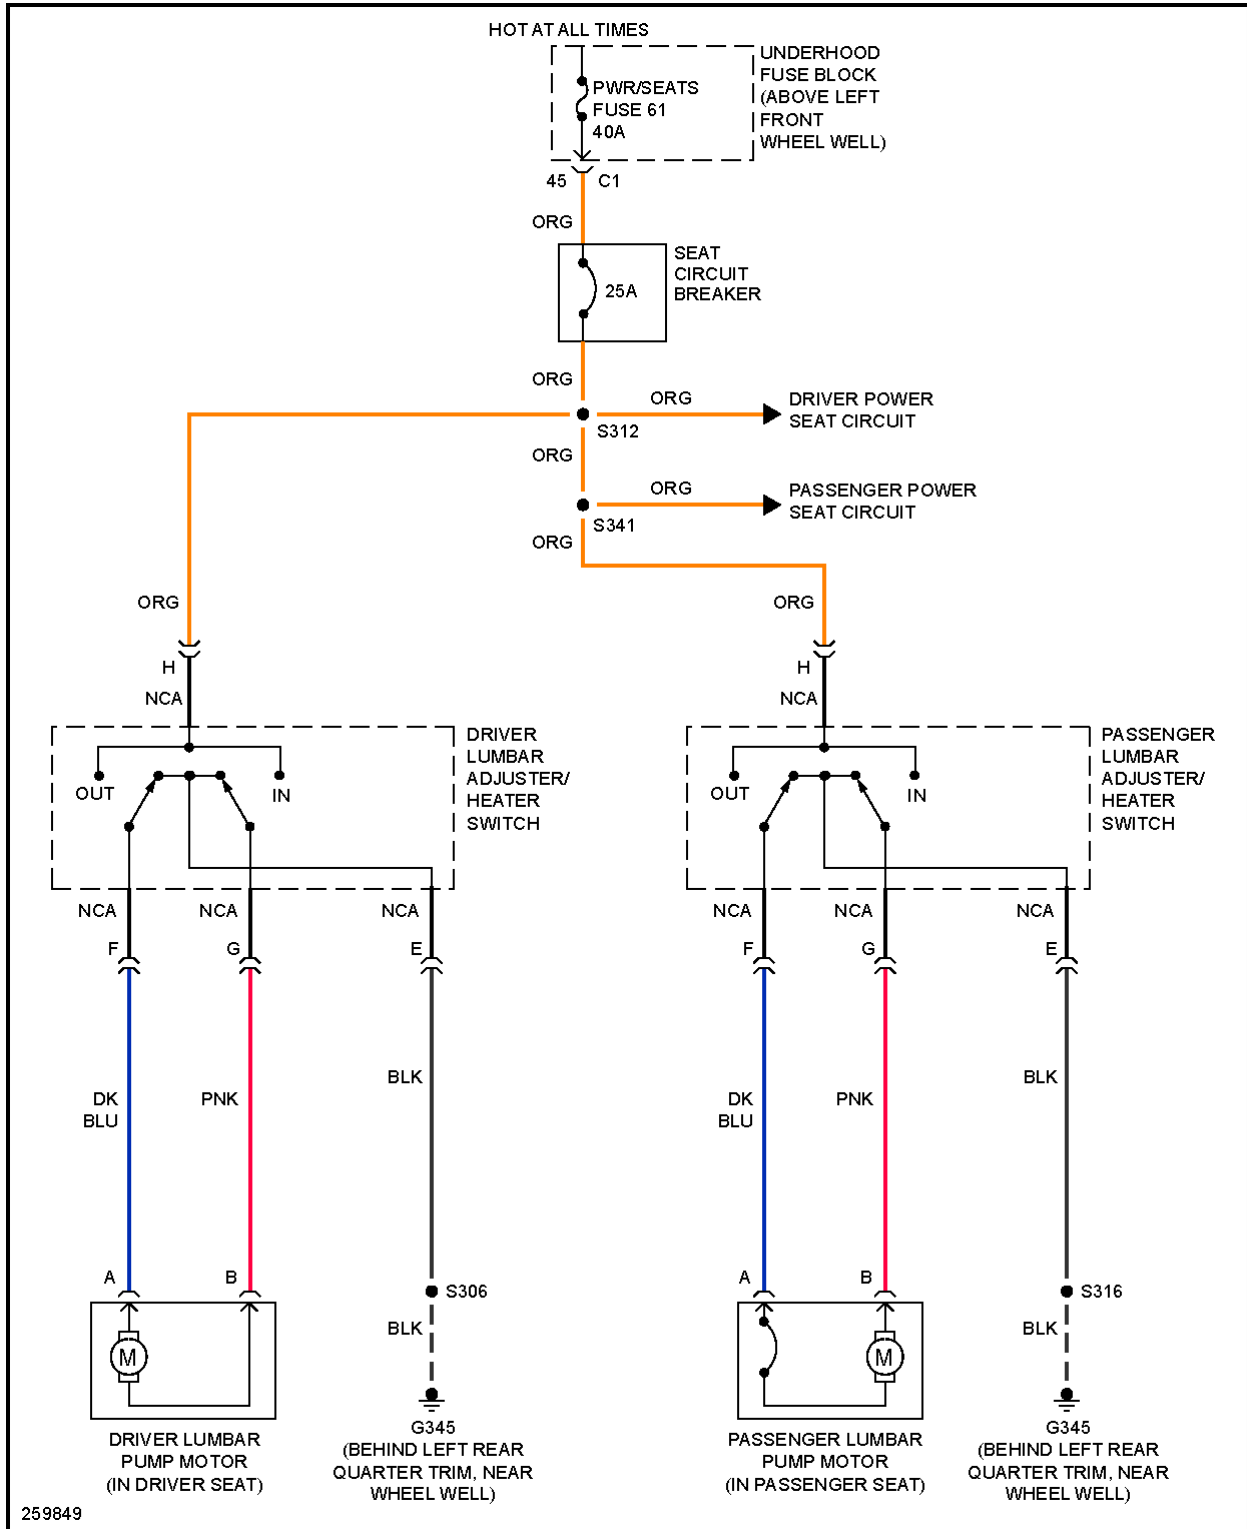 HOT AT ALL TIMES
UNDERHOOD
FUSE BLOCK
(ABOVE LEFT
FRONT
WHEEL WELL)
PWR/SEATS
FUSE 61
40A
45
C1
ORG
SEAT
CIRCUIT
BREAKER
25A
ORG
ORG
DRIVER POWER
SEAT CIRCUIT
S312
ORG
ORG
PASSENGER POWER
SEAT CIRCUIT
S341
ORG
ORG
ORG
H
H
NCA
NCA
DRIVER
LUMBAR
ADJUSTER/
HEATER
SWITCH
OUT
IN
PASSENGER
LUMBAR
ADJUSTER/
HEATER
SWITCH
OUT
IN
NCA
NCA
NCA
NCA
NCA
NCA
F
G
E
F
G
E
BLK
BLK
DK
BLU
PNK
DK
BLU
PNK
A
B
S306
A
B
S316
BLK
BLK
M
M
G345
(BEHIND LEFT REAR
QUARTER TRIM, NEAR
WHEEL WELL)
G345
(BEHIND LEFT REAR
QUARTER TRIM, NEAR
WHEEL WELL)
DRIVER LUMBAR
PUMP MOTOR
(IN DRIVER SEAT)
PASSENGER LUMBAR
PUMP MOTOR
(IN PASSENGER SEAT)
259849